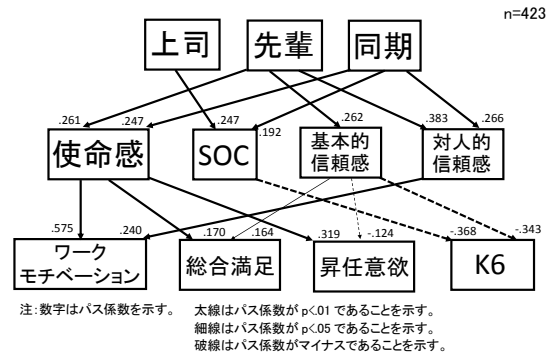 n=423
上司
先輩
同期
.261
.247
.247
.192
.262
.383
.266
使命感
SOC
基本的
信頼感
対人的
信頼感
.575
.240
.170
.164
.319
-.124
-.368
-.343
ワーク
モチベーション
総合満足
昇任意欲
K6
注：数字はパス係数を示す。
太線はパス係数が p<.01 であることを示す。
細線はパス係数が p<.05 であることを示す。
破線はパス係数がマイナスであることを示す。